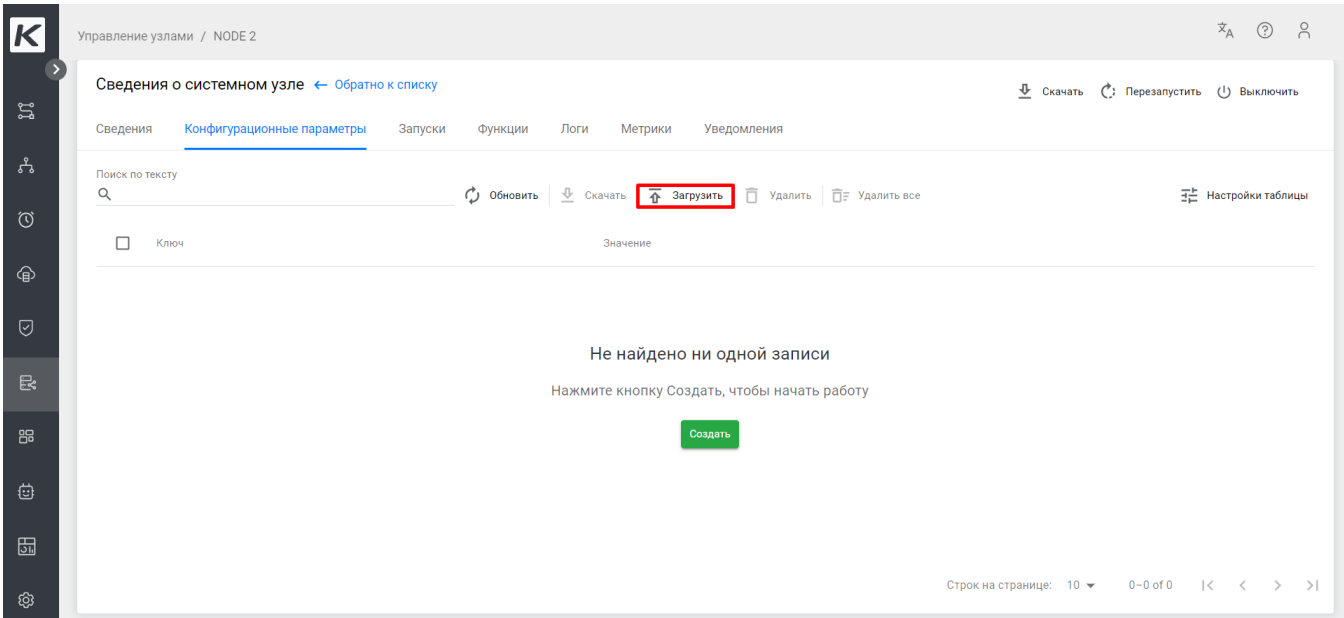 K
Управление узлами / NODE 2
Сведения о системном узле ← Обратно к списку
Скачать Перезапустить Выключить
Сведения Конфигурационные параметры Запуски Функции Логи Метрики Уведомления
Поиск по тексту
Обновить Скачать Загрузить Удалить Удалить все Настройки таблицы
Ключ Значение
Не найдено ни одной записи
Нажмите кнопку Создать, чтобы начать работу
Создать
Строк на странице: 10 0–0 of 0